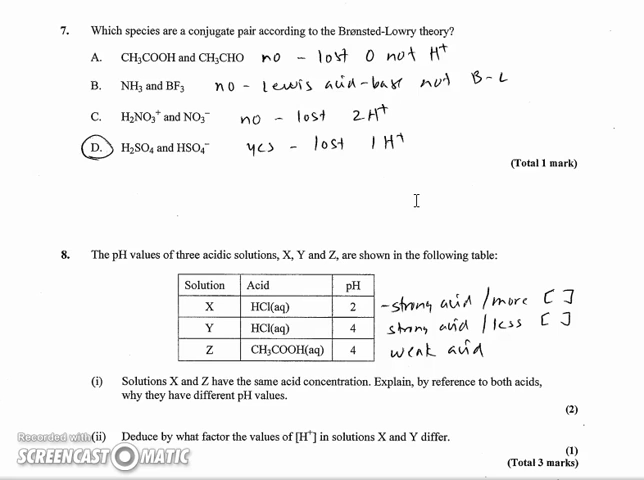 7. Which species are a conjugate pair according to the Brønsted-Lowry theory?
A. CH₃COOH and CH₃CHO no - lost O not H⁺
B. NH₃ and BF₃ no - Lewis acid-base not B-L
C. H₂NO₃⁺ and NO₃⁻ no - lost 2H⁺
D. H₂SO₄ and HSO₄⁻ yes - lost 1 H⁺
(Total 1 mark)
8. The pH values of three acidic solutions, X, Y and Z, are shown in the following table:
Solution Acid pH
X HCl(aq) 2 -strong acid / more [ ]
Y HCl(aq) 4 strong acid / less [ ]
Z CH₃COOH(aq) 4 weak acid
(i) Solutions X and Z have the same acid concentration. Explain, by reference to both acids,
why they have different pH values.
(2)
(ii) Deduce by what factor the values of [H⁺] in solutions X and Y differ.
(1)
(Total 3 marks)
Recorded with
SCREENCAST O MATIC